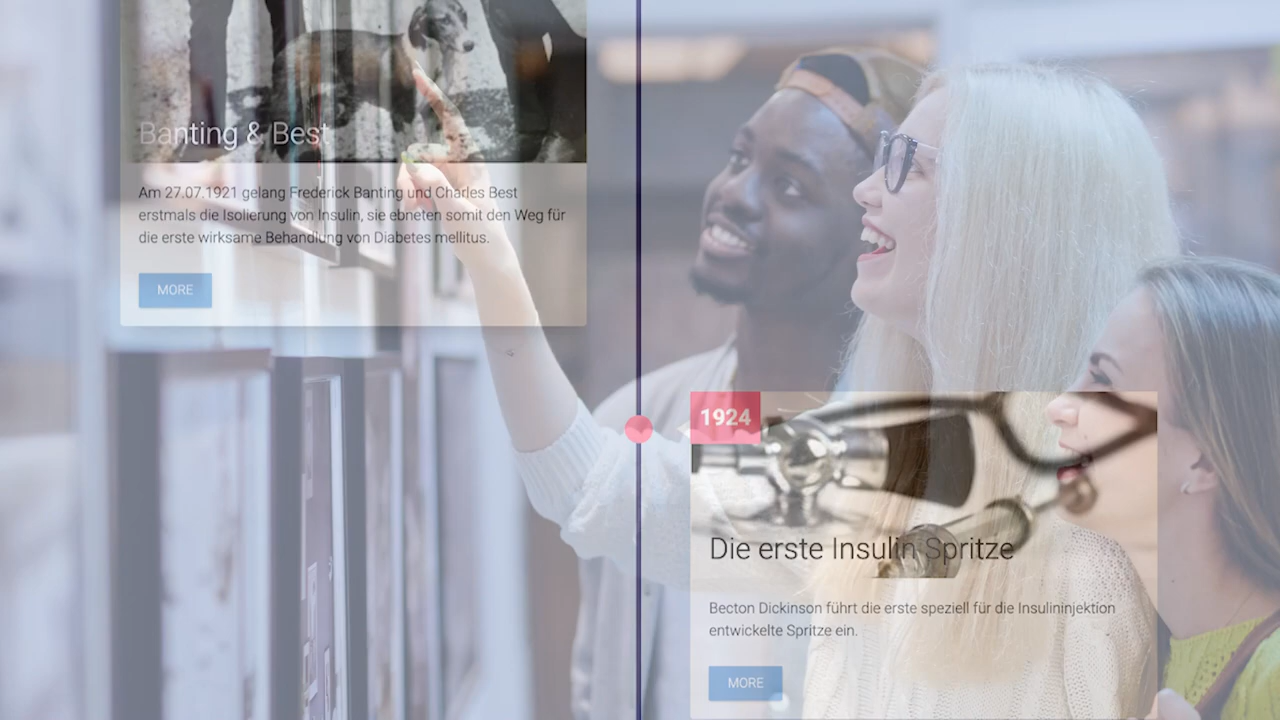 Banting & Best
Am 27.07.1921 gelang Frederick Banting und Charles Best
erstmals die Isolierung von Insulin, sie ebneten somit den Weg für
die erste wirksame Behandlung von Diabetes mellitus.
MORE
1924
Die erste Insulin Spritze
Becton Dickinson führt die erste speziell für die Insulininjektion
entwickelte Spritze ein.
MORE